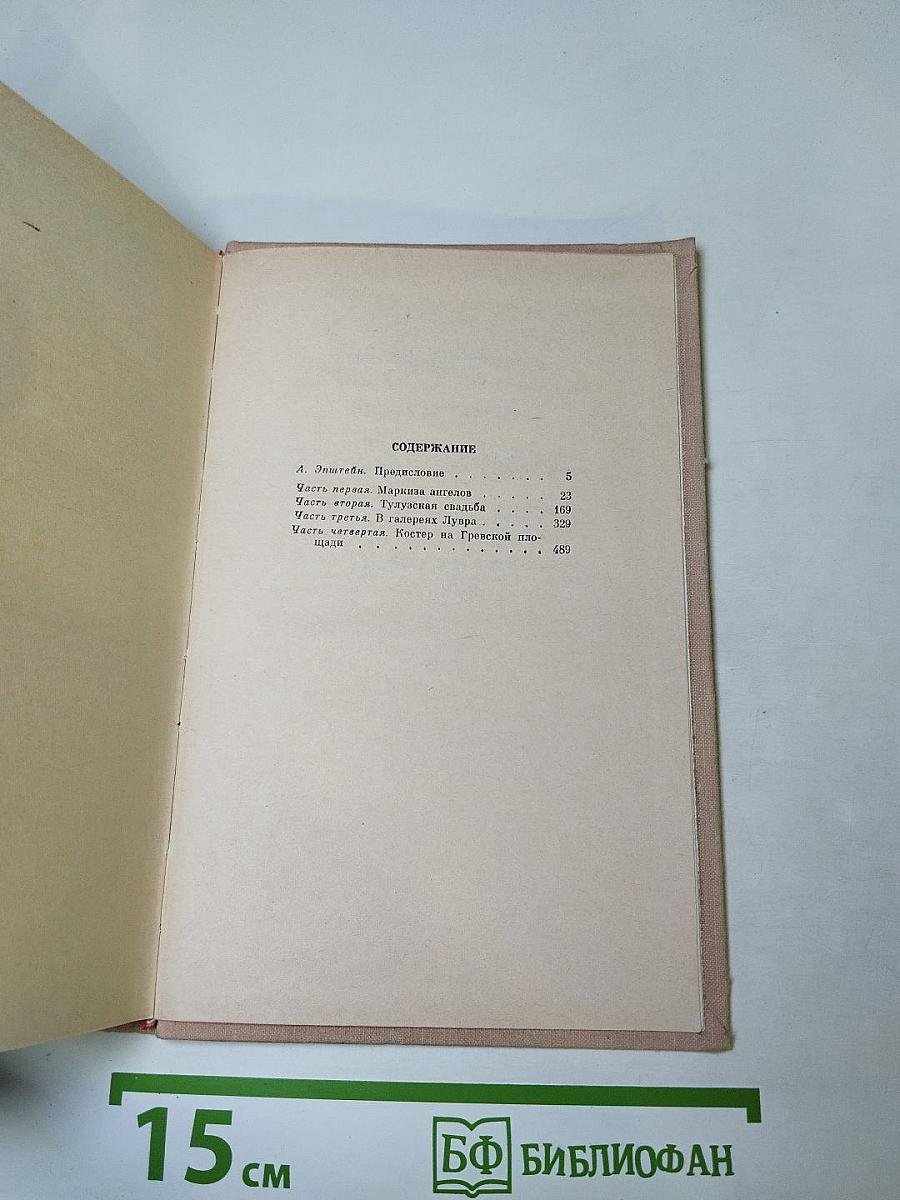 СОДЕРЖАНИЕ
А. Эпштейн. Предисловие . . . . . . . 5
Часть первая. Маркиза ангелов . . . . . 23
Часть вторая. Тулузская свадьба . . . . 169
Часть третья. В галереях Лувра . . . . . 329
Часть четвертая. Костер на Гревской пло-
щади . . . . . . . . . . . . . 489
15 см
БФ БИБЛИОФАН